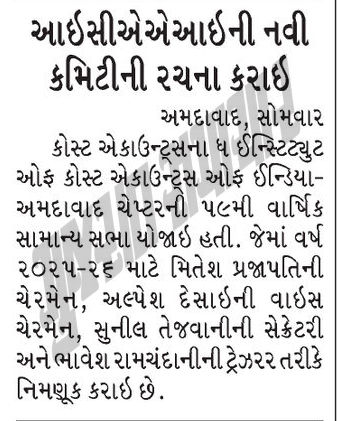 આઇસીએએઆઇની નવી
કમિટીની રચના કરાઇ
અમદાવાદ, સોમવાર
કોસ્ટ એકાઉન્ટ્સના ધ ઈન્સ્ટિટ્યુટ
ઓફ કોસ્ટ એકાઉન્ટ્સ ઓફ ઈન્ડિયા-
અમદાવાદ ચેપ્ટરની ૫૯મી વાર્ષિક
સામાન્ય સભા યોજાઇ હતી. જેમાં વર્ષ
૨૦૨૫-૨૬ માટે મિતેશ પ્રજાપતિની
ચેરમેન, અલ્પેશ દેસાઇની વાઇસ
ચેરમેન, સુનીલ તેજવાનીની સેક્રેટરી
અને ભાવેશ રામચંદાનીની ટ્રેઝરર તરીકે
નિમણૂક કરાઇ છે.